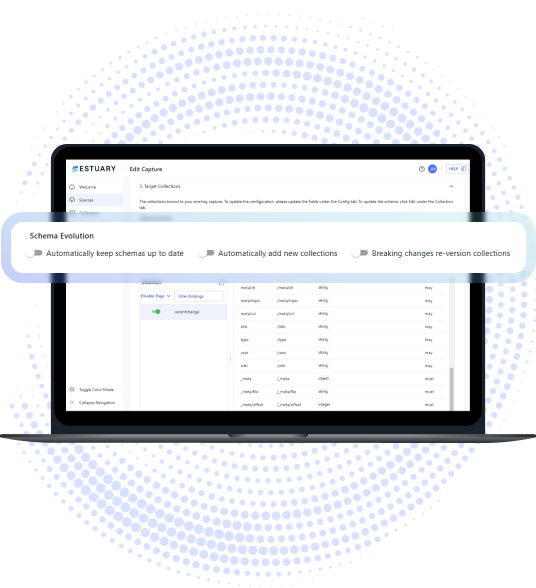 ESTUARY Edit Capture HELP
Welcome 3. Target Collections
Sources The collections bound to your existing capture. To update the configuration, please update the fields under the Config tab. To update the schema, click Edit under the Collection
tab.
Schema Evolution
Automatically keep schemas up to date Automatically add new collections Breaking changes re-version collections
meta/dt /meta/dt string may
Disable Page Filter Bindings meta/topic /meta/topic string may
recentchange meta/uri /meta/uri string may
title /title string may
type /type string may
user /user string may
wiki /wiki string may
_meta /_meta object must
Toggle Color Mode _meta/file /_meta/file string must
Collapse Navigation _meta/offset /_meta/offset integer must